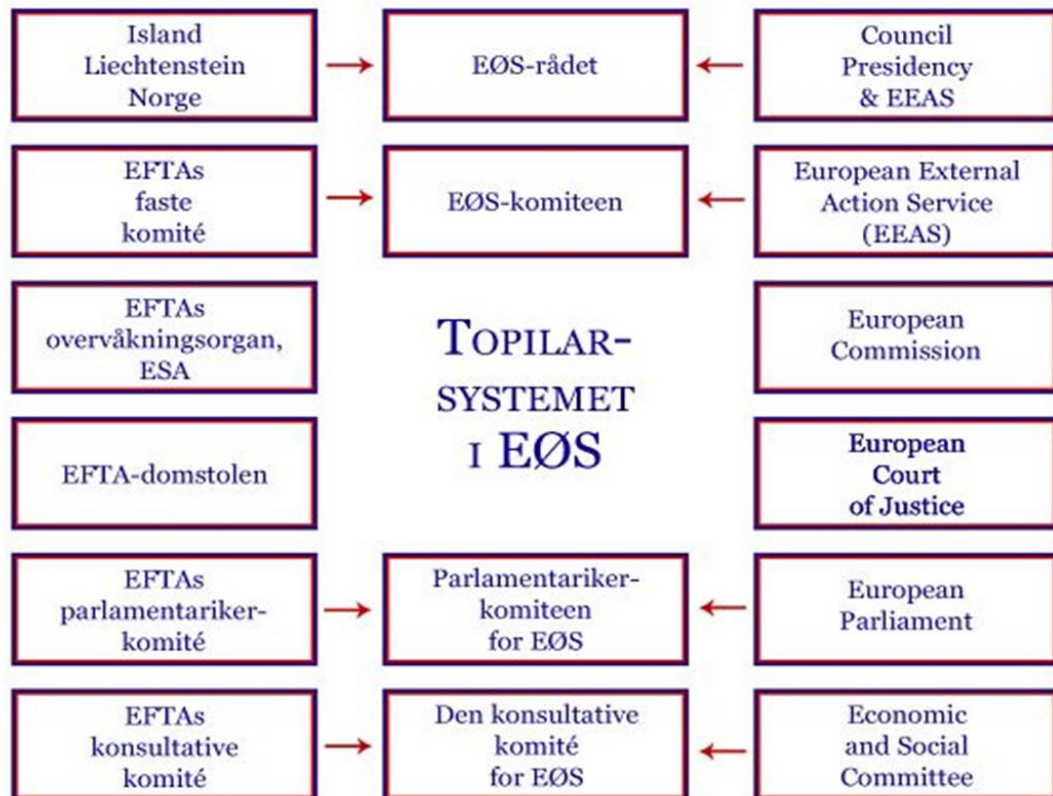 Island
Liechtenstein
Norge
EØS-rådet
Council
Presidency
& EEAS
EFTAs
faste
komité
EØS-komiteen
European External
Action Service
(EEAS)
EFTAs
overvåkningsorgan,
ESA
TOPILAR-
SYSTEMET
I EØS
European
Commission
EFTA-domstolen
European
Court
of Justice
EFTAs
parlamentariker-
komité
Parlamentariker-
komiteen
for EØS
European
Parliament
EFTAs
konsultative
komité
Den konsultative
komité
for EØS
Economic
and Social
Committee